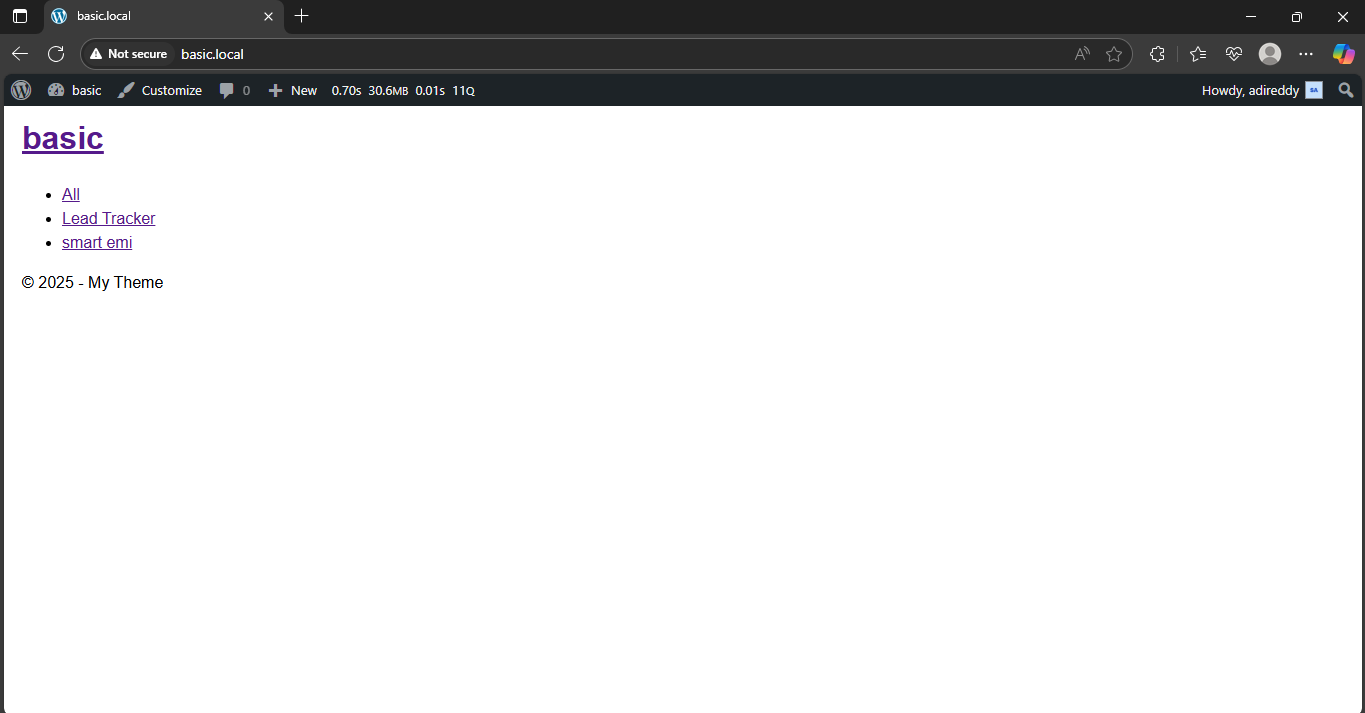 basic.local
Not secure basic.local
basic Customize 0 New 0.70s 30.6MB 0.01s 11Q Howdy, adireddy SA
basic
All
Lead Tracker
smart emi
© 2025 - My Theme